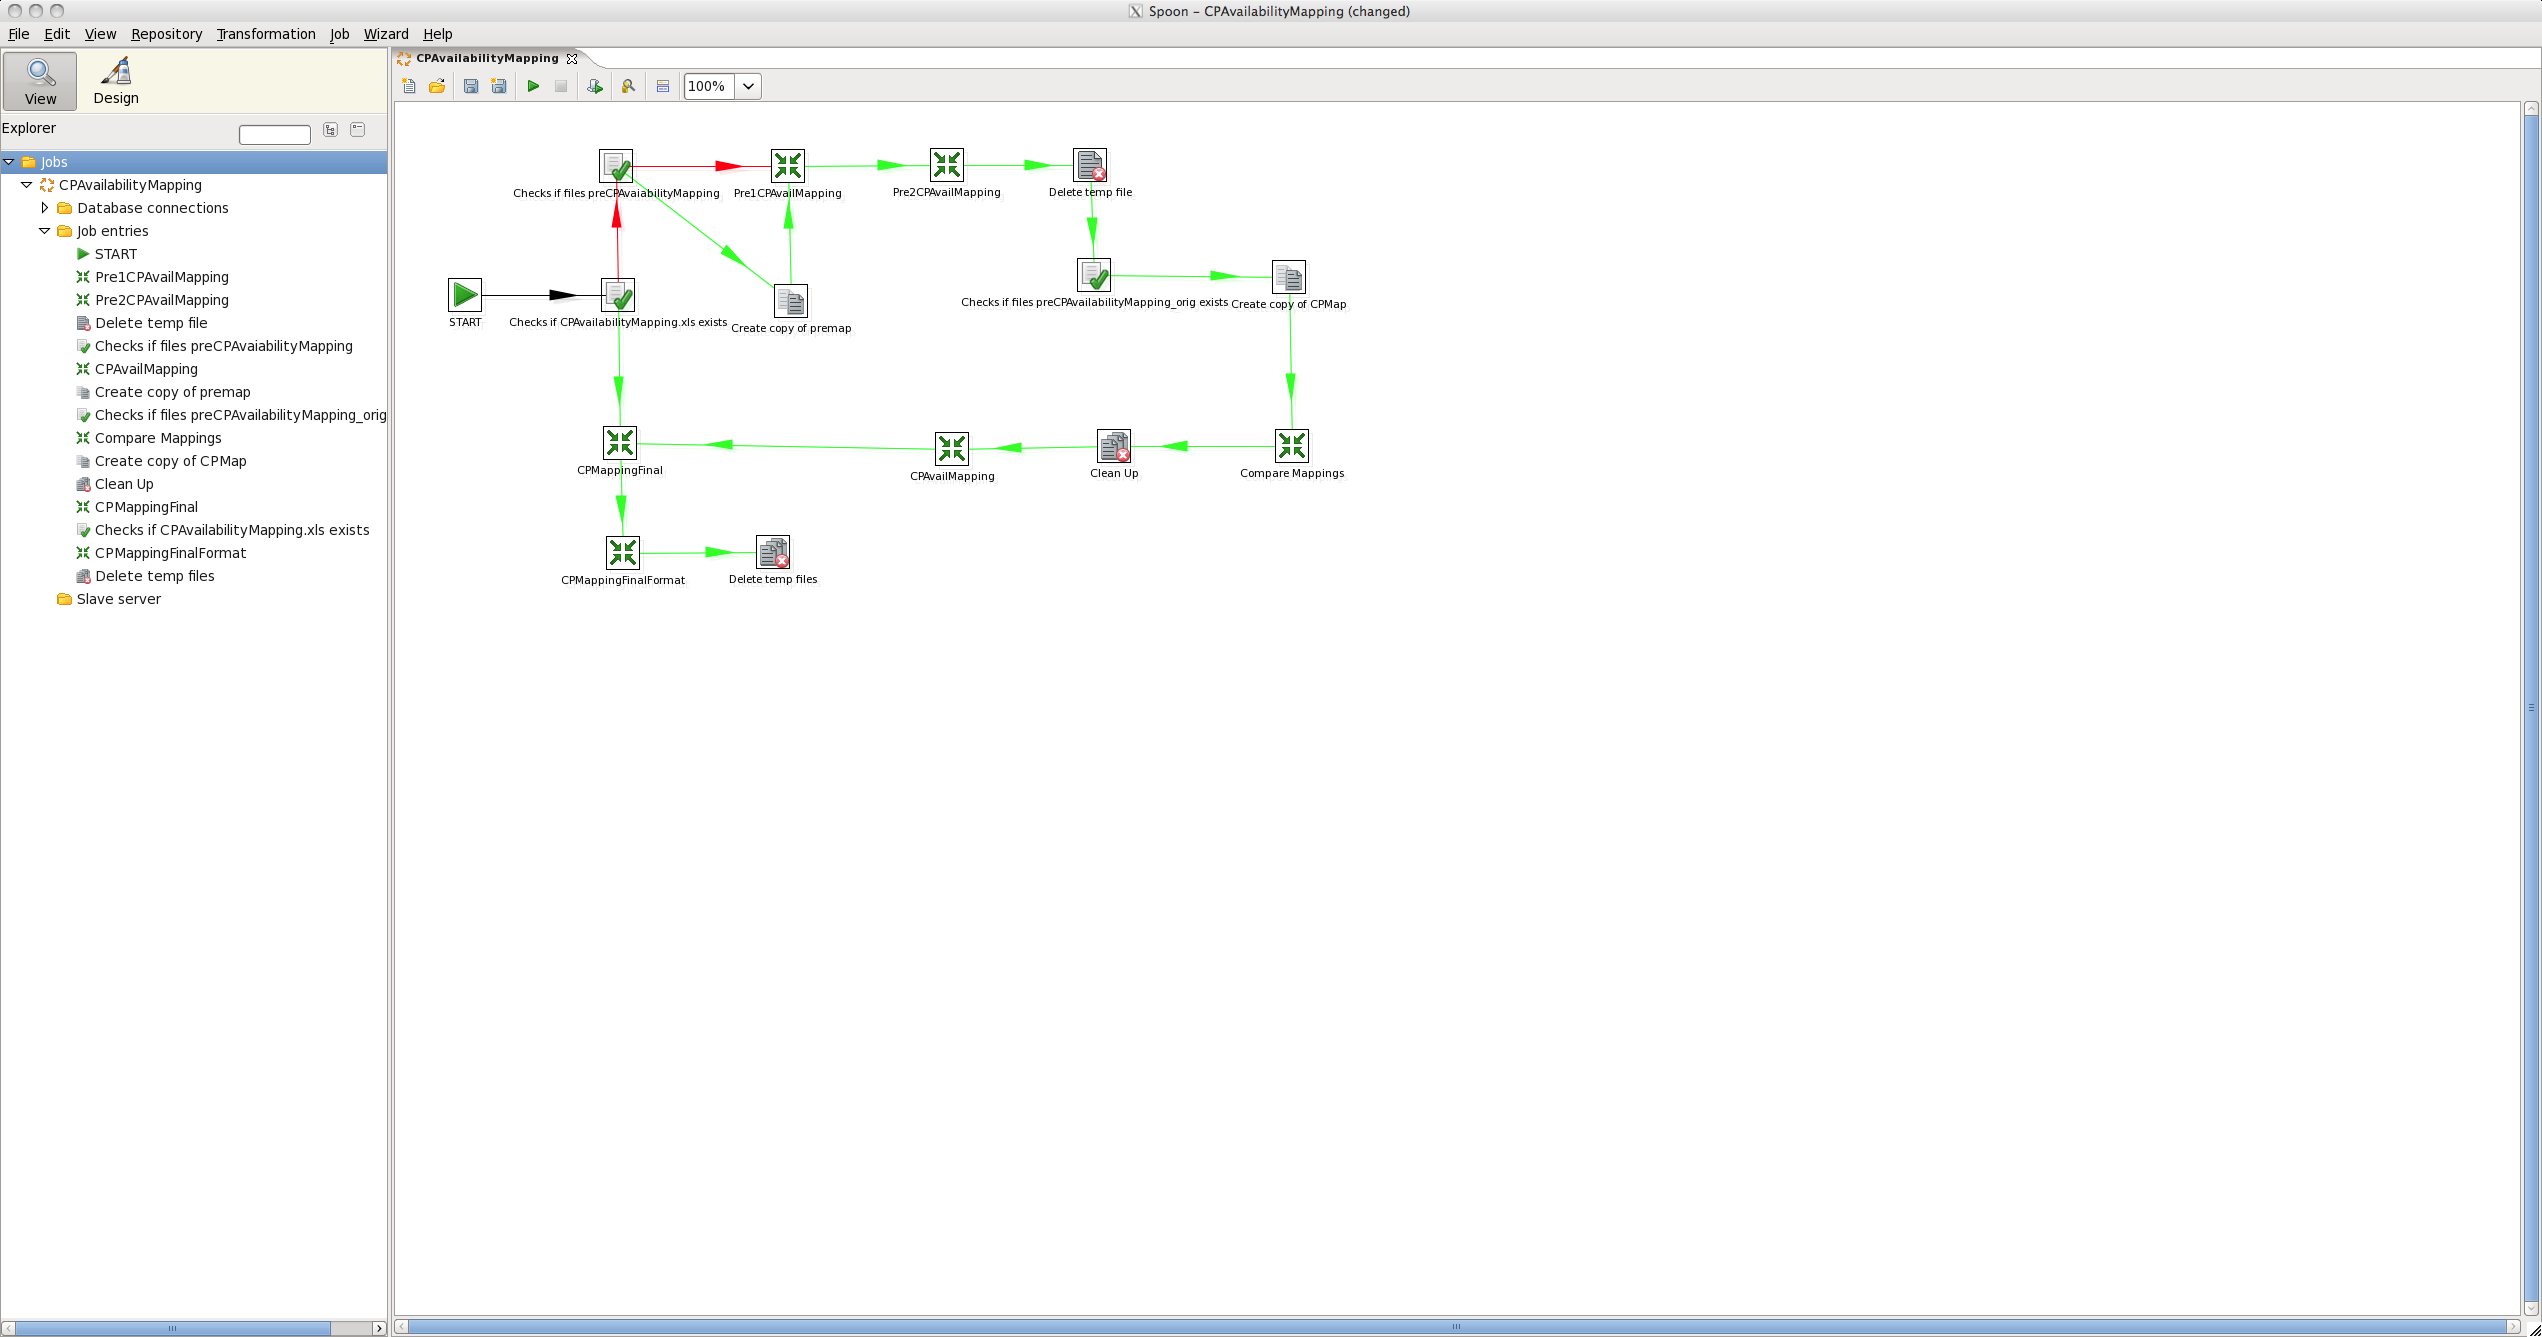 Spoon – CPAvailabilityMapping (changed)
File Edit View Repository Transformation Job Wizard Help
View
Design
Explorer
Jobs
CPAvailabilityMapping
Database connections
Job entries
START
Pre1CPAvailMapping
Pre2CPAvailMapping
Delete temp file
Checks if files preCPAvaiabilityMapping
CPAvailMapping
Create copy of premap
Checks if files preCPAvailabilityMapping_orig
Compare Mappings
Create copy of CPMap
Clean Up
CPMappingFinal
Checks if CPAvailabilityMapping.xls exists
CPMappingFinalFormat
Delete temp files
Slave server
CPAvailabilityMapping
100%
Checks if files preCPAvaiabilityMapping
Pre1CPAvailMapping
Pre2CPAvailMapping
Delete temp file
START
Checks if CPAvailabilityMapping.xls exists
Create copy of premap
Checks if files preCPAvailabilityMapping_orig exists
Create copy of CPMap
CPMappingFinal
CPAvailMapping
Clean Up
Compare Mappings
CPMappingFinalFormat
Delete temp files